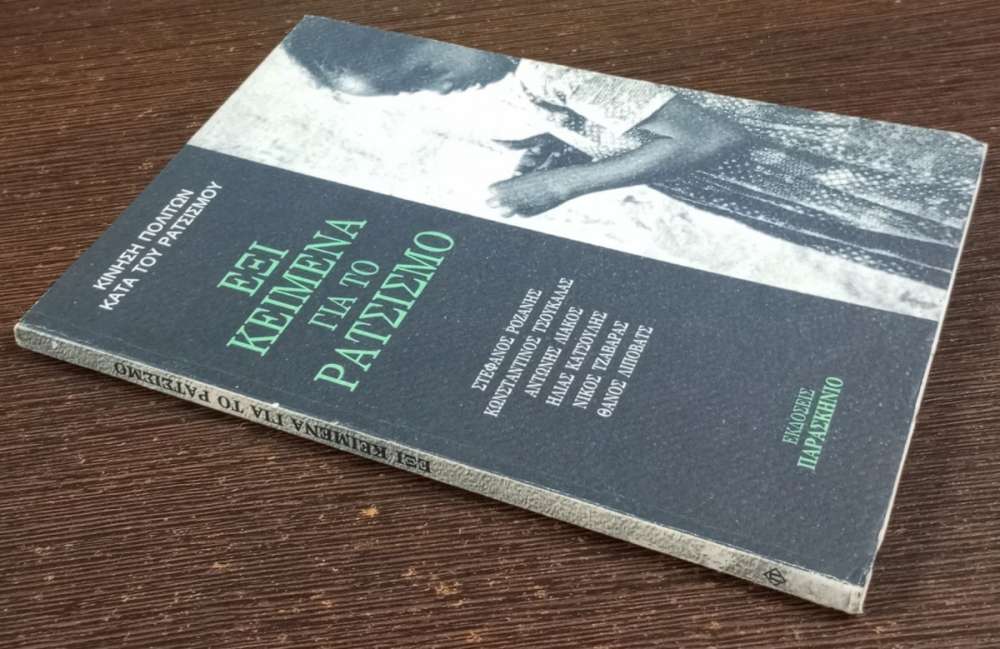 ΚΙΝΗΣΗ ΠΟΛΙΤΩΝ
ΚΑΤΑ ΤΟΥ ΡΑΤΣΙΣΜΟΥ
ΕΞΙ
ΚΕΙΜΕΝΑ
ΓΙΑ ΤΟ
ΡΑΤΣΙΣΜΟ
ΣΤΕΦΑΝΟΣ ΡΟΖΑΝΗΣ
ΚΩΝΣΤΑΝΤΙΝΟΣ ΤΣΟΥΚΑΛΑΣ
ΑΝΤΩΝΗΣ ΛΙΑΚΟΣ
ΗΛΙΑΣ ΚΑΤΣΟΥΛΗΣ
ΝΙΚΟΣ ΤΖΑΒΑΡΑΣ
ΘΑΝΟΣ ΛΙΠΟΒΑΤΣ
ΕΚΔΟΣΕΙΣ
ΠΑΡΑΣΚΗΝΙΟ
ΕΞΙ ΚΕΙΜΕΝΑ ΓΙΑ ΤΟ ΡΑΤΣΙΣΜΟ